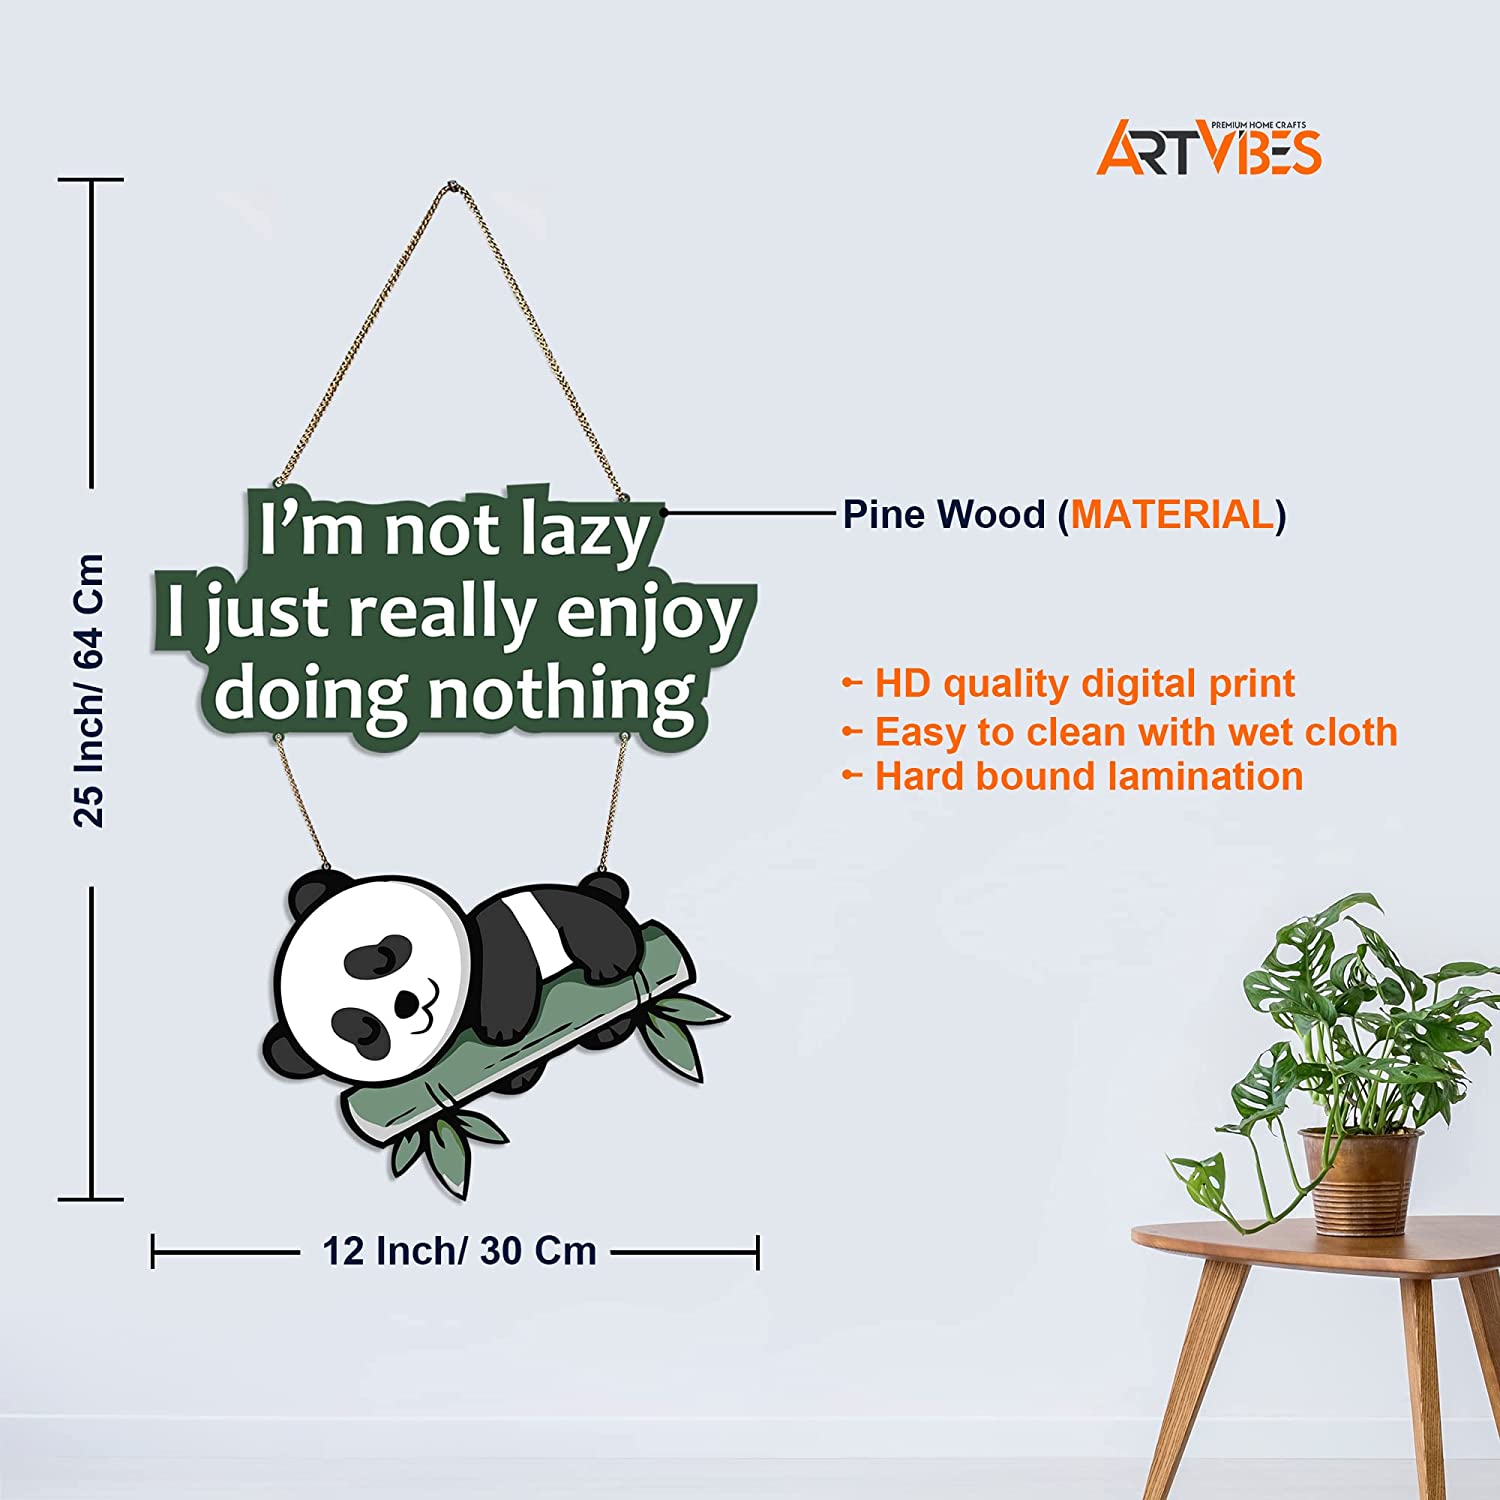 PREMIUM HOME CRAFTS
ARTVIBES
I'm not lazy
I just really enjoy
doing nothing
Pine Wood (MATERIAL)
HD quality digital print
Easy to clean with wet cloth
Hard bound lamination
25 Inch/ 64 Cm
12 Inch/ 30 Cm